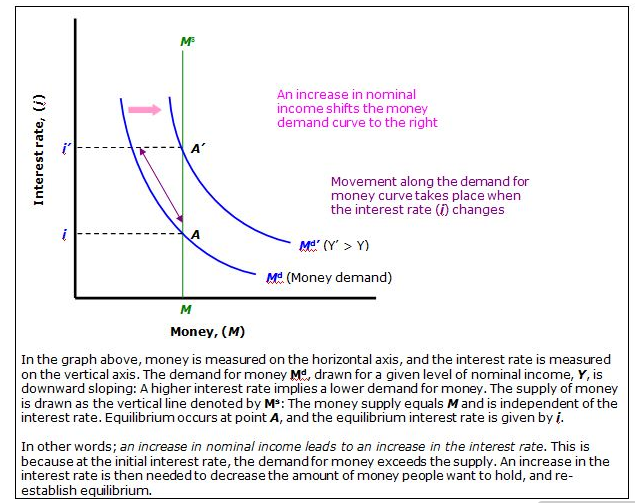 Mˢ
An increase in nominal
income shifts the money
demand curve to the right
Interest rate, (i)
i′
A′
Movement along the demand for
money curve takes place when
the interest rate (i) changes
i
A
Mᵈ′ (Y′ > Y)
Mᵈ (Money demand)
M
Money, (M)
In the graph above, money is measured on the horizontal axis, and the interest rate is measured
on the vertical axis. The demand for money Mᵈ, drawn for a given level of nominal income, Y, is
downward sloping: A higher interest rate implies a lower demand for money. The supply of money
is drawn as the vertical line denoted by Mˢ: The money supply equals M and is independent of the
interest rate. Equilibrium occurs at point A, and the equilibrium interest rate is given by i.
In other words; an increase in nominal income leads to an increase in the interest rate. This is
because at the initial interest rate, the demand for money exceeds the supply. An increase in the
interest rate is then needed to decrease the amount of money people want to hold, and re-
establish equilibrium.